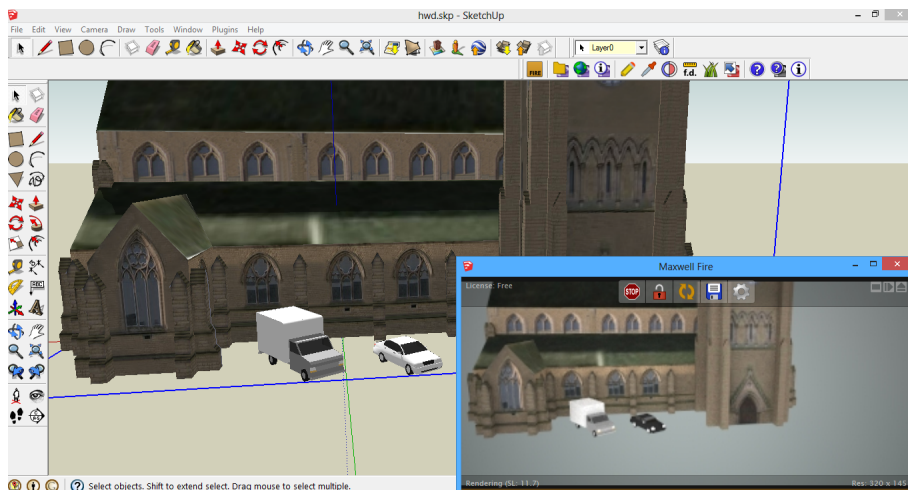 hwd.skp - SketchUp
File Edit View Camera Draw Tools Window Plugins Help
Layer0
FIRE
f.d.
ABC
Maxwell Fire
License: Free
STOP
Rendering (SL: 11.7)
Res: 320 x 145
Select objects. Shift to extend select. Drag mouse to select multiple.